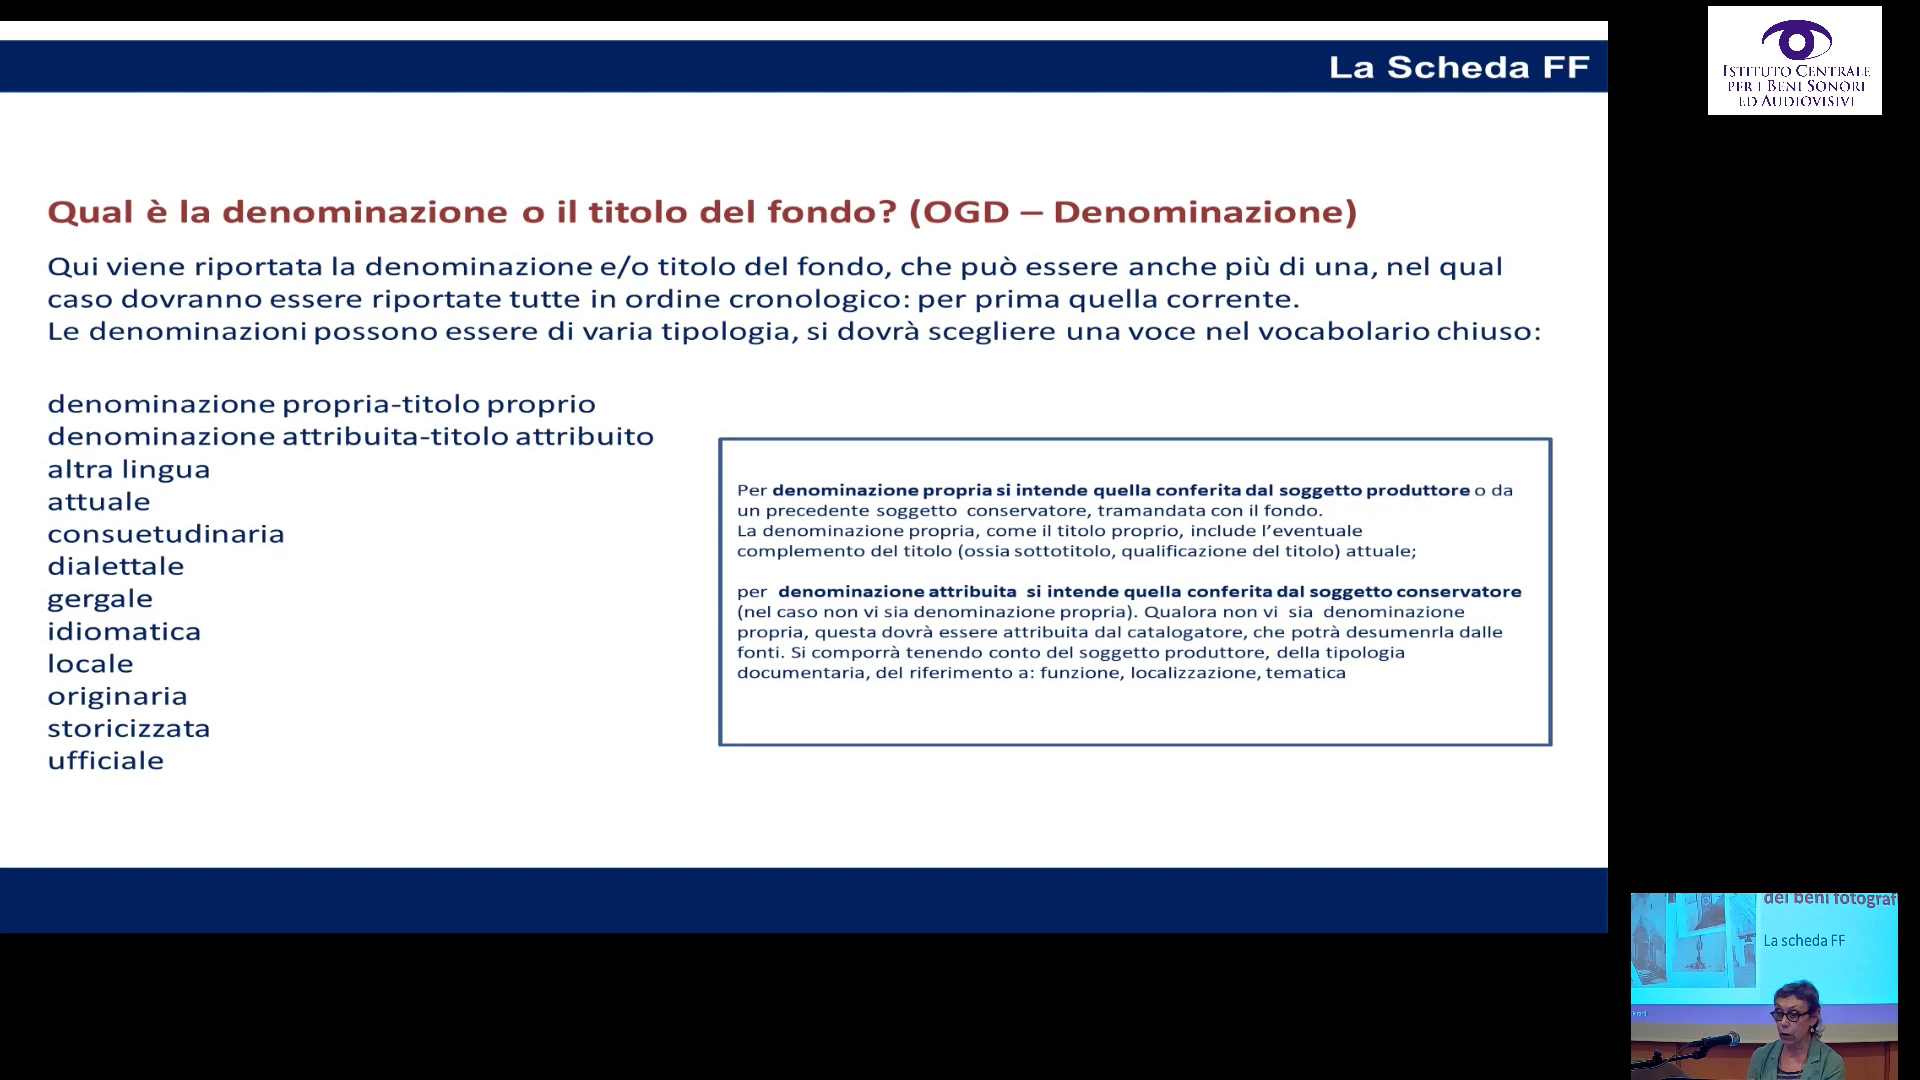 La Scheda FF
ISTITUTO CENTRALE
PER I BENI SONORI
ED AUDIOVISIVI
Qual è la denominazione o il titolo del fondo? (OGD – Denominazione)
Qui viene riportata la denominazione e/o titolo del fondo, che può essere anche più di una, nel qual
caso dovranno essere riportate tutte in ordine cronologico: per prima quella corrente.
Le denominazioni possono essere di varia tipologia, si dovrà scegliere una voce nel vocabolario chiuso:
denominazione propria-titolo proprio
denominazione attribuita-titolo attribuito
altra lingua
attuale
consuetudinaria
dialettale
gergale
idiomatica
locale
originaria
storicizzata
ufficiale
Per denominazione propria si intende quella conferita dal soggetto produttore o da
un precedente soggetto conservatore, tramandata con il fondo.
La denominazione propria, come il titolo proprio, include l'eventuale
complemento del titolo (ossia sottotitolo, qualificazione del titolo) attuale;
per denominazione attribuita si intende quella conferita dal soggetto conservatore
(nel caso non vi sia denominazione propria). Qualora non vi sia denominazione
propria, questa dovrà essere attribuita dal catalogatore, che potrà desumenrla dalle
fonti. Si comporrà tenendo conto del soggetto produttore, della tipologia
documentaria, del riferimento a: funzione, localizzazione, tematica
dei beni fotograf
La scheda FF